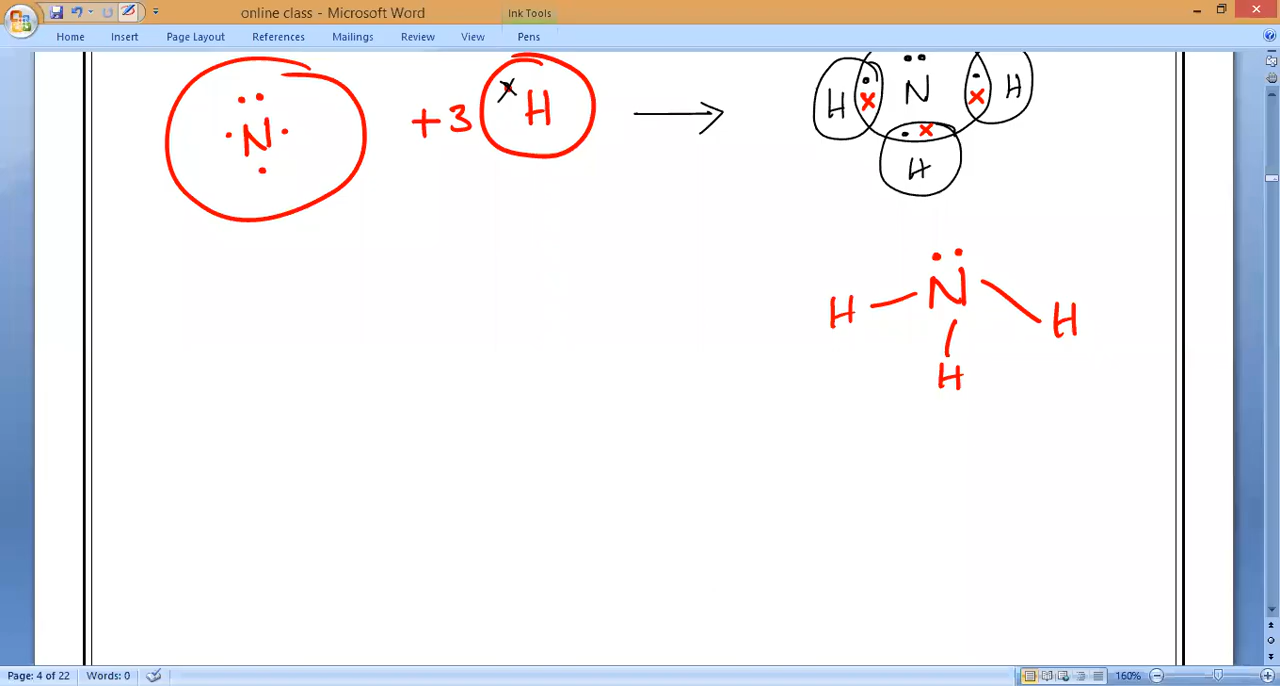 online class - Microsoft Word
Ink Tools
Home Insert Page Layout References Mailings Review View Pens
N + 3 H → H N H
H
N
H H
H
Page: 4 of 22 Words: 0 160%